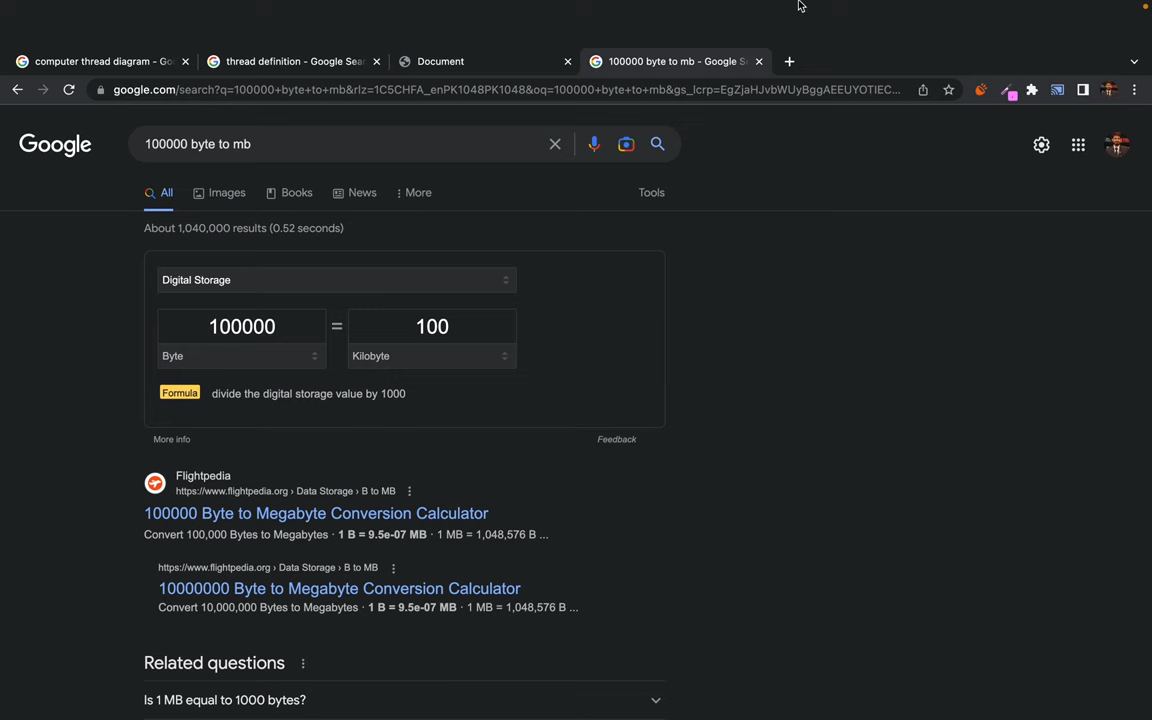 computer thread diagram - Go
thread definition - Google Sear
Document
100000 byte to mb - Google S
google.com/search?q=100000+byte+to+mb&rlz=1C5CHFA_enPK1048PK1048&oq=100000+byte+to+mb&gs_lcrp=EgZjaHJvbWUyBggAEEUYOTIEC...
Google
100000 byte to mb
All
Images
Books
News
More
Tools
About 1,040,000 results (0.52 seconds)
Digital Storage
100000 = 100
Byte
Kilobyte
Formula divide the digital storage value by 1000
More info
Feedback
Flightpedia
https://www.flightpedia.org › Data Storage › B to MB
100000 Byte to Megabyte Conversion Calculator
Convert 100,000 Bytes to Megabytes · 1 B = 9.5e-07 MB · 1 MB = 1,048,576 B ...
https://www.flightpedia.org › Data Storage › B to MB
10000000 Byte to Megabyte Conversion Calculator
Convert 10,000,000 Bytes to Megabytes · 1 B = 9.5e-07 MB · 1 MB = 1,048,576 B ...
Related questions
Is 1 MB equal to 1000 bytes?